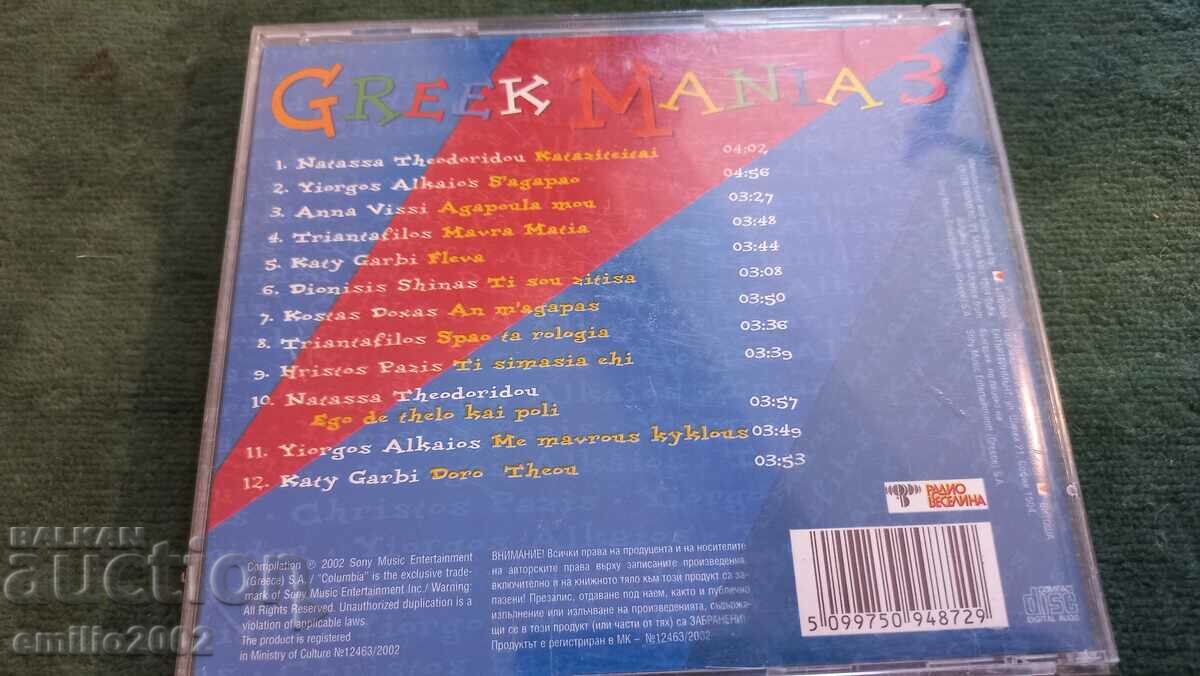 GREEK MANIA 3
1. Natassa Theodoridou Kataziteitai 04:02
2. Yiorgos Alkaios S'agapao 04:56
3. Anna Vissi Agapoula mou 03:27
4. Triantafilos Mavra Matia 03:48
5. Katy Garbi Fleva 03:44
6. Dionisis Shinas Ti sou zitisa 03:08
7. Kostas Doxas An m'agapas 03:50
8. Triantafilos Spao ta rologia 03:36
9. Hristos Pazis Ti simasia ehi 03:39
10. Natassa Theodoridou
Ego de thelo kai poli 03:57
11. Yiorgos Alkaios Me mavrous kyklous 03:49
12. Katy Garbi Doro Theou 03:53
РАДИО
ВЕСЕЛИНА
Compilation ℗ 2002 Sony Music Entertainment
(Greece) S.A. / "Columbia" is the exclusive trade-
mark of Sony Music Entertainment Inc./ Warning:
All Rights Reserved. Unauthorized duplication is a
violation of applicable laws.
The product is registered
in Ministry of Culture №12463/2002
ВНИМАНИЕ! Всички права на продуцента и на носителите
на авторските права върху записаните произведения,
включително и на книжното тяло към този продукт са за-
пазени! Презапис, отдаване под наем, както и публично
изпълнение или излъчване на произведенията, съдържа-
щи се в този продукт (или части от тях) са ЗАБРАНЕНИ!
Продуктът е регистриран в МК - №12463/2002
5 099750 948729
COMPACT
disc
DIGITAL AUDIO
БАЛКАН
auction
emilio2002